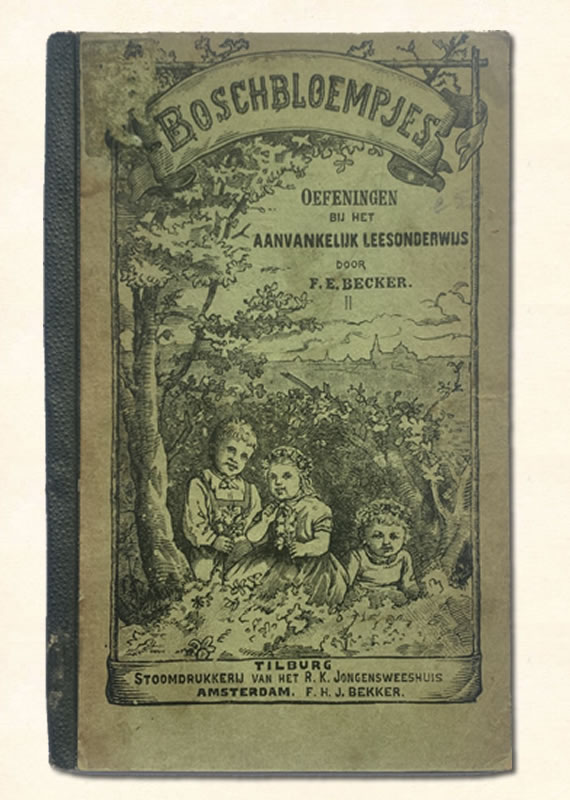 BOSCHBLOEMPJES
OEFENINGEN
BIJ HET
AANVANKELIJK LEESONDERWIJS
DOOR
F. E. BECKER.
II
TILBURG
STOOMDRUKKERIJ VAN HET R. K. JONGENSWEESHUIS
AMSTERDAM. F. H. J. BEKKER.